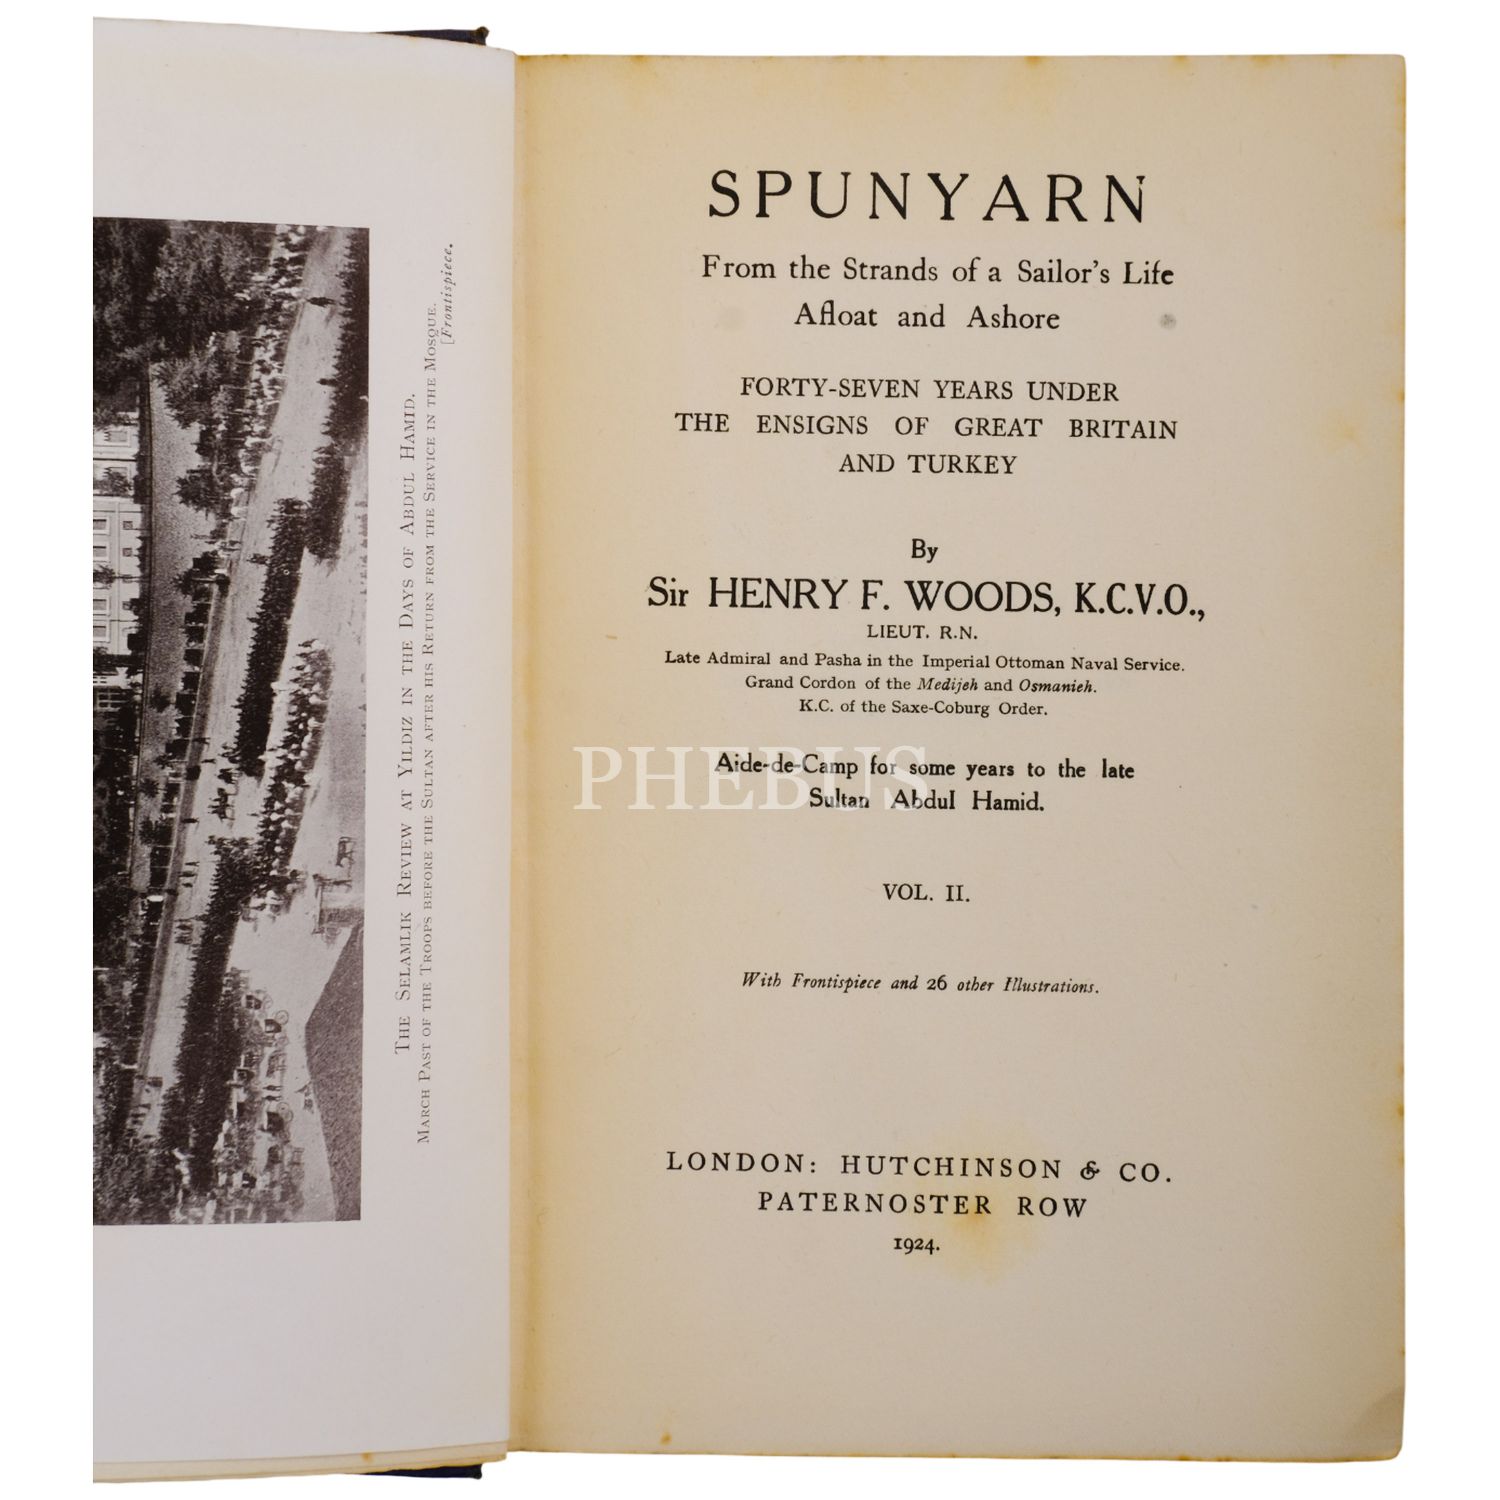 THE SELAMLIK REVIEW AT YILDIZ IN THE DAYS OF ABDUL HAMID.
MARCH PAST OF THE TROOPS BEFORE THE SULTAN AFTER HIS RETURN FROM THE SERVICE IN THE MOSQUE.
[Frontispiece.
SPUNYARN
From the Strands of a Sailor's Life
Afloat and Ashore
FORTY-SEVEN YEARS UNDER
THE ENSIGNS OF GREAT BRITAIN
AND TURKEY
By
Sir HENRY F. WOODS, K.C.V.O.,
LIEUT. R.N.
Late Admiral and Pasha in the Imperial Ottoman Naval Service.
Grand Cordon of the Medijeh and Osmanieh.
K.C. of the Saxe-Coburg Order.
PHEBUS
Aide-de-Camp for some years to the late
Sultan Abdul Hamid.
VOL. II.
With Frontispiece and 26 other Illustrations.
LONDON: HUTCHINSON & CO.
PATERNOSTER ROW
1924.